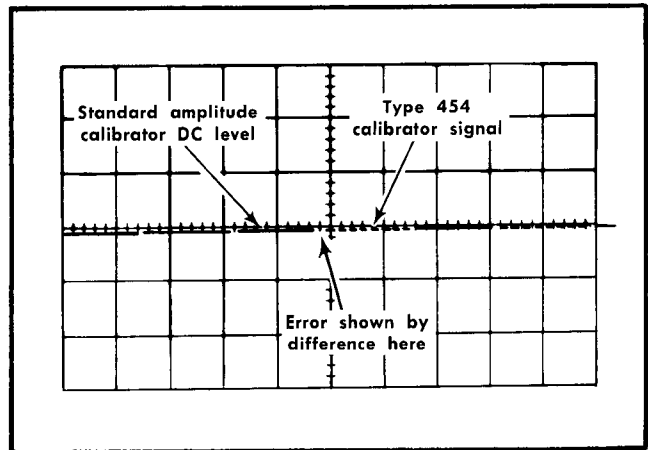 Standard amplitude
calibrator DC level
Type 454
calibrator signal
Error shown by
difference here